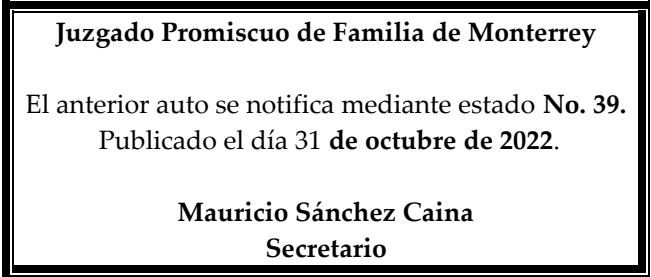 Juzgado Promiscuo de Familia de Monterrey
El anterior auto se notifica mediante estado No. 39.
Publicado el día 31 de octubre de 2022.
Mauricio Sánchez Caina
Secretario